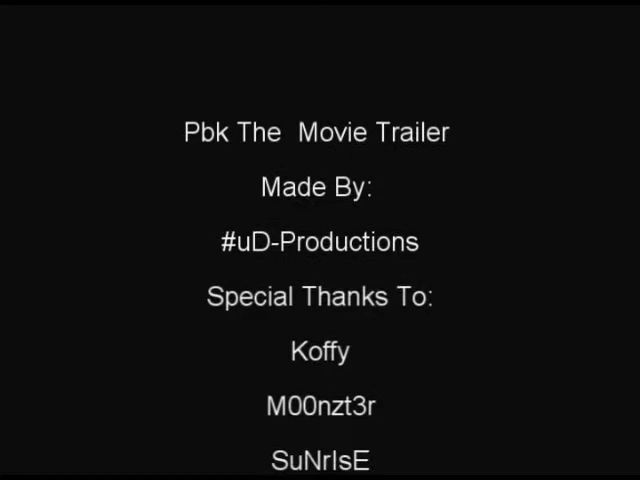 Pbk The  Movie Trailer
Made By:
#uD-Productions
Special Thanks To:
Koffy
M00nzt3r
SuNrIsE